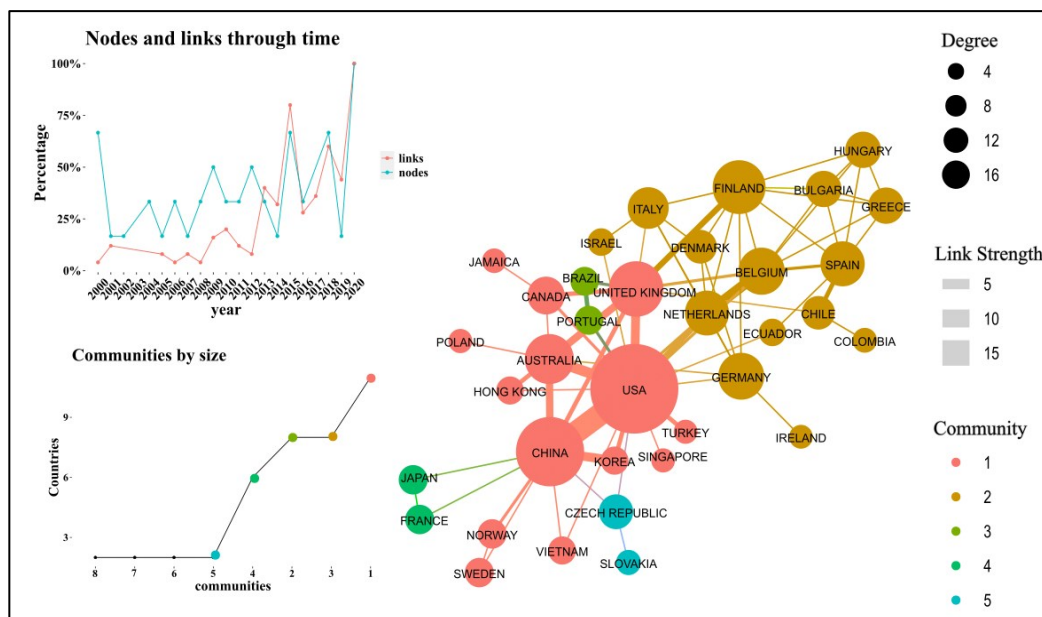 Nodes and links through time
100%
75%
50%
25%
0%
Percentage
2000
2001
2002
2003
2004
2005
2006
2007
2008
2009
2010
2011
2012
2013
2014
2015
2016
2017
2018
2019
2020
year
links
nodes
Communities by size
9
6
3
Countries
8 7 6 5 4 2 3 1
communities
HUNGARY
FINLAND
BULGARIA
GREECE
ITALY
ISRAEL
DENMARK
JAMAICA
BRAZIL
BELGIUM
SPAIN
CANADA
UNITED KINGDOM
PORTUGAL
NETHERLANDS
CHILE
ECUADOR
POLAND
COLOMBIA
AUSTRALIA
HONG KONG
USA
GERMANY
TURKEY
IRELAND
CHINA
KOREA
SINGAPORE
JAPAN
FRANCE
CZECH REPUBLIC
NORWAY
VIETNAM
SLOVAKIA
SWEDEN
Degree
4
8
12
16
Link Strength
5
10
15
Community
1
2
3
4
5